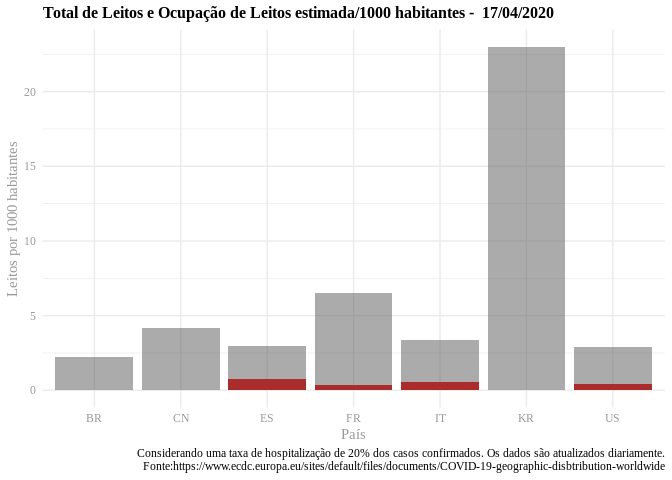 Total de Leitos e Ocupação de Leitos estimada/1000 habitantes -  17/04/2020
Leitos por 1000 habitantes
20
15
10
5
0
BR CN ES FR IT KR US
País
Considerando uma taxa de hospitalização de 20% dos casos confirmados. Os dados são atualizados diariamente.
Fonte:https://www.ecdc.europa.eu/sites/default/files/documents/COVID-19-geographic-disbtribution-worldwide